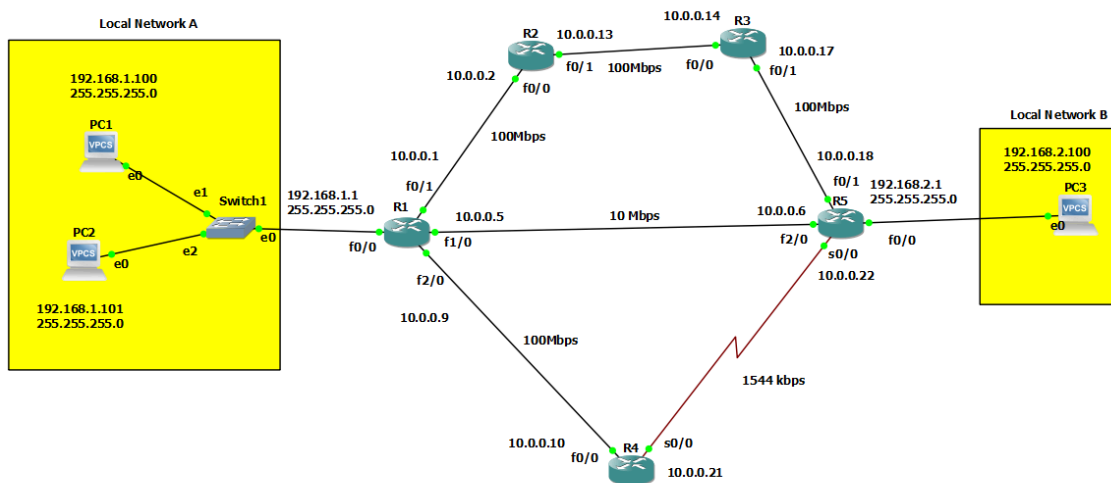 Local Network A
192.168.1.100
255.255.255.0
PC1
VPCS
e0
e1
Switch1
PC2
VPCS
e0
e2
e0
192.168.1.101
255.255.255.0
192.168.1.1
255.255.255.0
f0/0
R1
10.0.0.1
f0/1
10.0.0.5
f1/0
f2/0
10.0.0.9
100Mbps
10.0.0.2
R2
f0/0
10.0.0.13
f0/1
100Mbps
10.0.0.14
R3
f0/0
10.0.0.17
f0/1
100Mbps
10 Mbps
10.0.0.18
f0/1
10.0.0.6
f2/0
R5
192.168.2.1
255.255.255.0
f0/0
s0/0
10.0.0.22
100Mbps
1544 kbps
10.0.0.10
f0/0
R4
s0/0
10.0.0.21
Local Network B
192.168.2.100
255.255.255.0
PC3
VPCS
e0